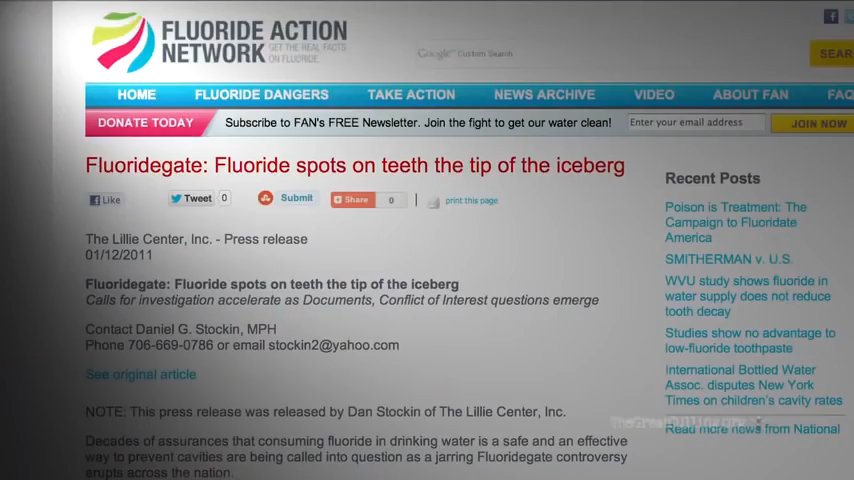 FLUORIDE ACTION
NETWORK
GET THE REAL FACTS
ON FLUORIDE.
Google Custom Search
SEAR
HOME
FLUORIDE DANGERS
TAKE ACTION
NEWS ARCHIVE
VIDEO
ABOUT FAN
FAQ
DONATE TODAY
Subscribe to FAN's FREE Newsletter. Join the fight to get our water clean!
Enter your email address
JOIN NOW
Fluoridegate: Fluoride spots on teeth the tip of the iceberg
Like
Tweet
0
Submit
Share
0
print this page
The Lillie Center, Inc. - Press release
01/12/2011
Fluoridegate: Fluoride spots on teeth the tip of the iceberg
Calls for investigation accelerate as Documents, Conflict of Interest questions emerge
Contact Daniel G. Stockin, MPH
Phone 706-669-0786 or email stockin2@yahoo.com
See original article
NOTE: This press release was released by Dan Stockin of The Lillie Center, Inc.
Decades of assurances that consuming fluoride in drinking water is a safe and an effective
way to prevent cavities are being called into question as a jarring Fluoridegate controversy
erupts across the nation.
Recent Posts
Poison is Treatment: The
Campaign to Fluoridate
America
SMITHERMAN v. U.S.
WVU study shows fluoride in
water supply does not reduce
tooth decay
Studies show no advantage to
low-fluoride toothpaste
International Bottled Water
Assoc. disputes New York
Times on children's cavity rates
Read more news from National